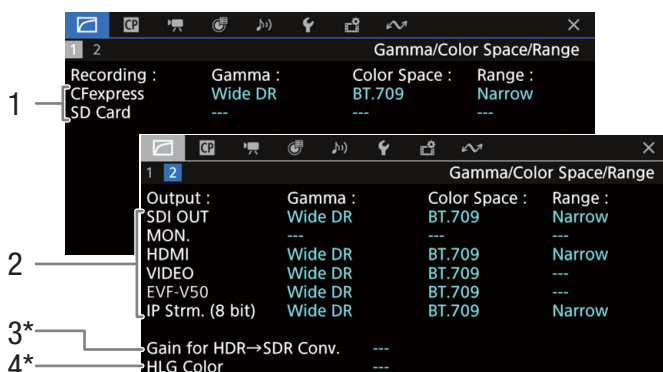 CP
1 2
Gamma/Color Space/Range
Recording : Gamma : Color Space : Range :
CFexpress Wide DR BT.709 Narrow
SD Card --- --- ---
1
CP
1 2
Gamma/Color Space/Range
Output : Gamma : Color Space : Range :
SDI OUT Wide DR BT.709 Narrow
MON. --- --- ---
HDMI Wide DR BT.709 Narrow
VIDEO Wide DR BT.709 ---
EVF-V50 Wide DR BT.709 ---
IP Strm. (8 bit) Wide DR BT.709 Narrow
2
3* Gain for HDR→SDR Conv. ---
4* HLG Color ---